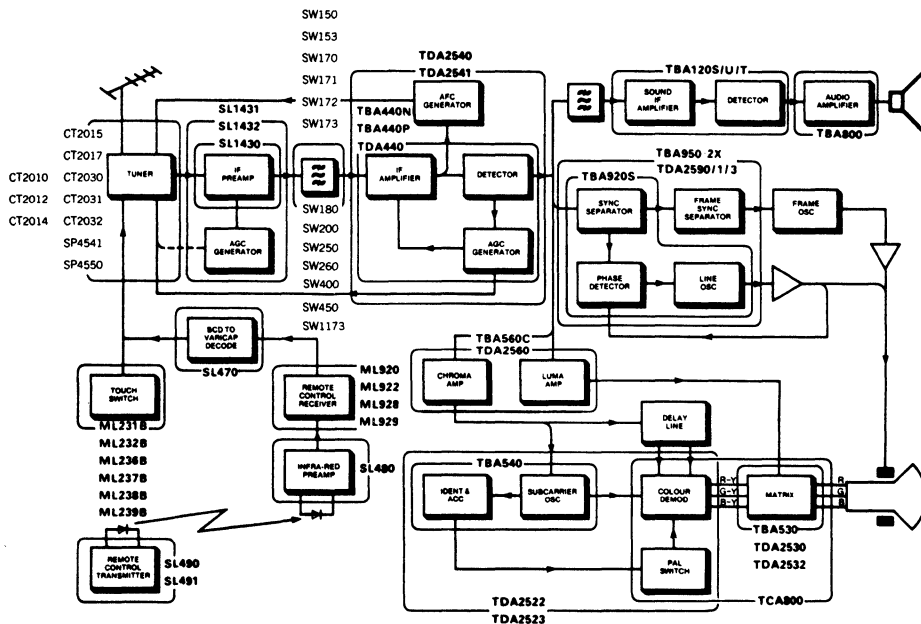 SW150
SW153
SW170
SW171
SW172
SW173
TDA2540
TDA2541
AFC
GENERATOR
TBA440N
TBA440P
TDA440
IF
AMPLIFIER
DETECTOR
AGC
GENERATOR
SL1431
SL1432
SL1430
IF
PREAMP
AGC
GENERATOR
TUNER
CT2015
CT2017
CT2010 CT2030
CT2012 CT2031
CT2014 CT2032
SP4541
SP4550
SW180
SW200
SW250
SW260
SW400
SW450
SW1173
TBA120S/U/T
SOUND
IF
AMPLIFIER
DETECTOR
AUDIO
AMPLIFIER
TBA800
TBA950 2X
TDA2590/1/3
TBA920S
SYNC
SEPARATOR
FRAME
SYNC
SEPARATOR
FRAME
OSC
PHASE
DETECTOR
LINE
OSC
BCD TO
VARICAP
DECODE
SL470
TOUCH
SWITCH
ML231B
ML232B
ML236B
ML237B
ML238B
ML239B
REMOTE
CONTROL
RECEIVER
ML920
ML922
ML928
ML929
INFRA-RED
PREAMP
SL480
REMOTE
CONTROL
TRANSMITTER
SL490
SL491
TBA560C
TDA2560
CHROMA
AMP
LUMA
AMP
DELAY
LINE
TBA540
IDENT &
ACC
SUBCARRIER
OSC
COLOUR
DEMOD
R-Y
G-Y
B-Y
MATRIX
R
G
B
TBA530
TDA2530
TDA2532
PAL
SWITCH
TCA800
TDA2522
TDA2523